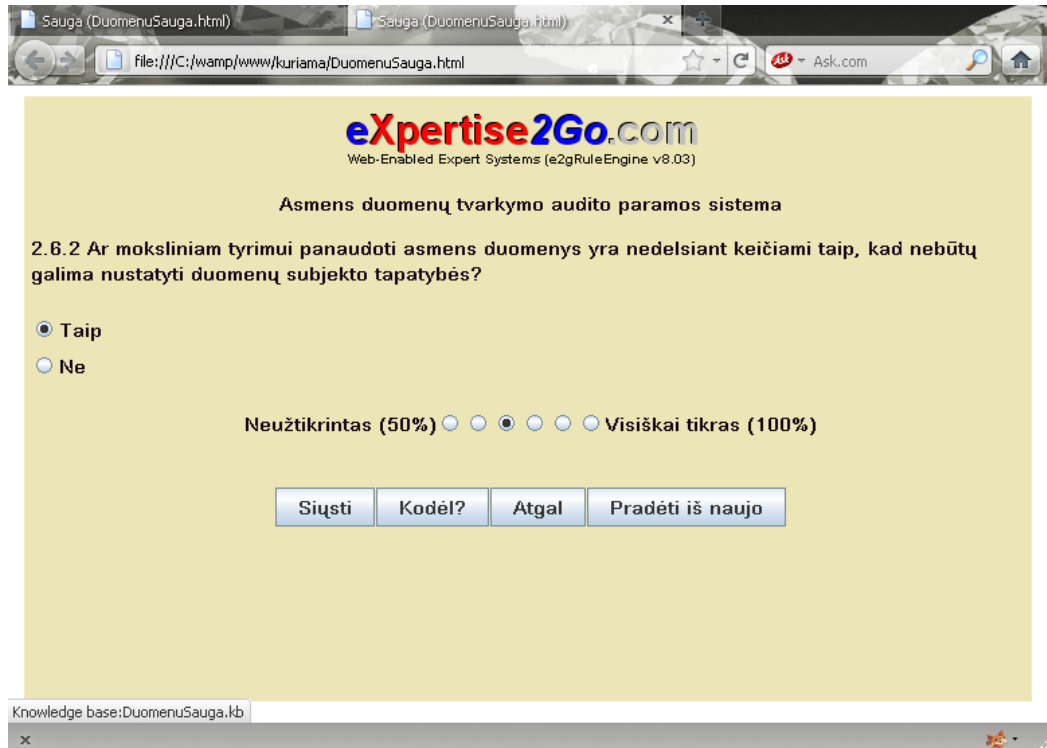 Sauga (DuomenuSauga.html) Sauga (DuomenuSauga.html) x +
file:///C:/wamp/www/kuriama/DuomenuSauga.html Ask Ask.com
eXpertise2Go.com
Web-Enabled Expert Systems (e2gRuleEngine v8.03)
Asmens duomenų tvarkymo audito paramos sistema
2.6.2 Ar moksliniam tyrimui panaudoti asmens duomenys yra nedelsiant keičiami taip, kad nebūtų
galima nustatyti duomenų subjekto tapatybės?
Taip
Ne
Neužtikrintas (50%) Visiškai tikras (100%)
Siųsti Kodėl? Atgal Pradėti iš naujo
Knowledge base:DuomenuSauga.kb
x